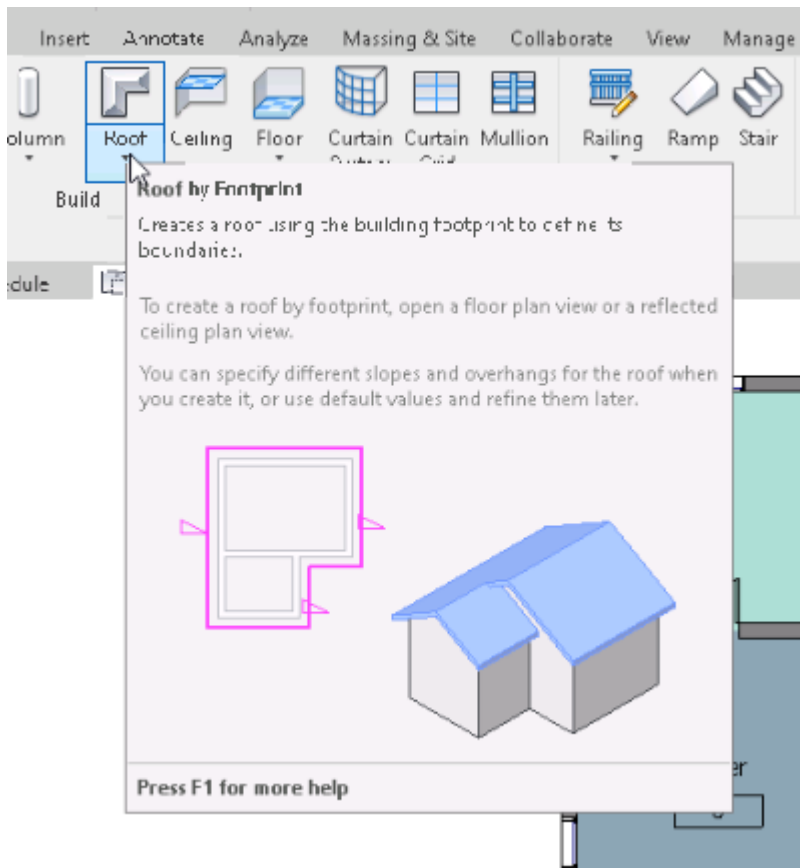 Insert Annotate Analyze Massing & Site Collaborate View Manage
olumn Roof Ceiling Floor Curtain Curtain Mullion Railing Ramp Stair
Grid
Build
Roof by Footprint
Creates a roof using the building footprint to define its
boundaries.
edule
To create a roof by footprint, open a floor plan view or a reflected
ceiling plan view.
You can specify different slopes and overhangs for the roof when
you create it, or use default values and refine them later.
er
Press F1 for more help